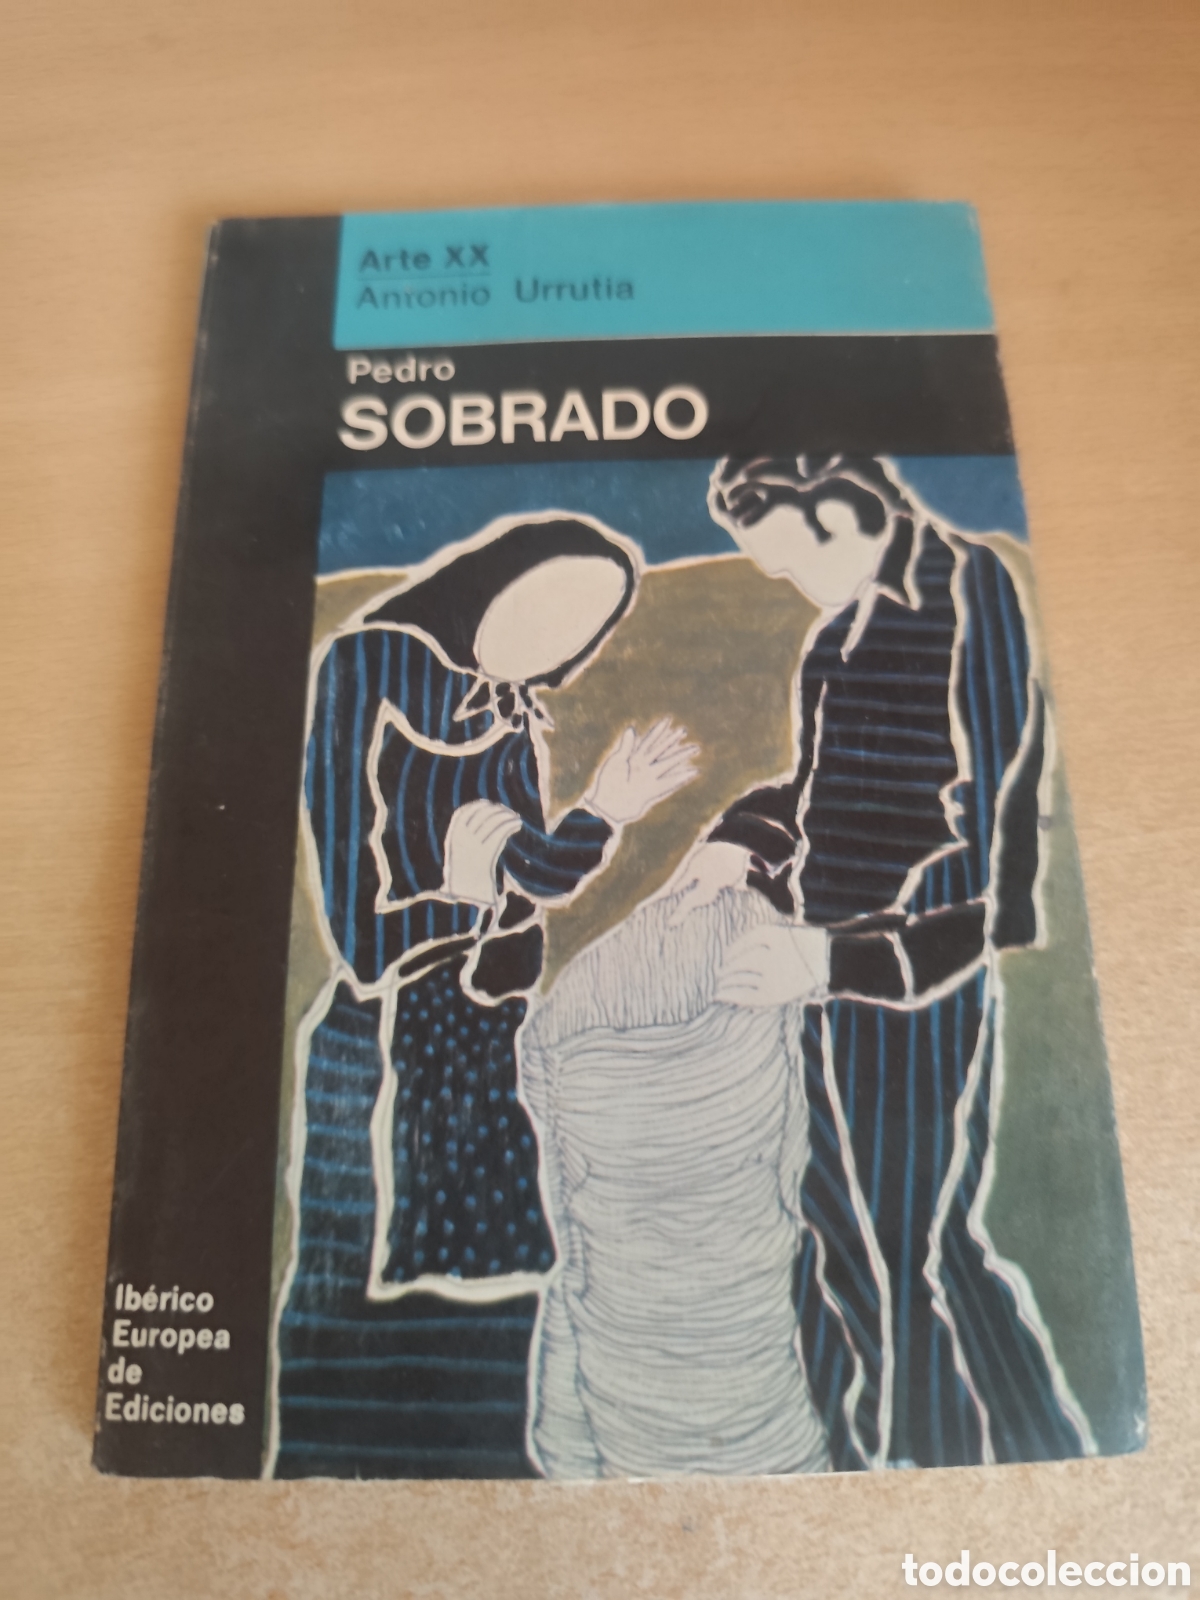 Arte XX
Antonio Urrutia
Pedro
SOBRADO
Ibérico
Europea
de
Ediciones
todocoleccion